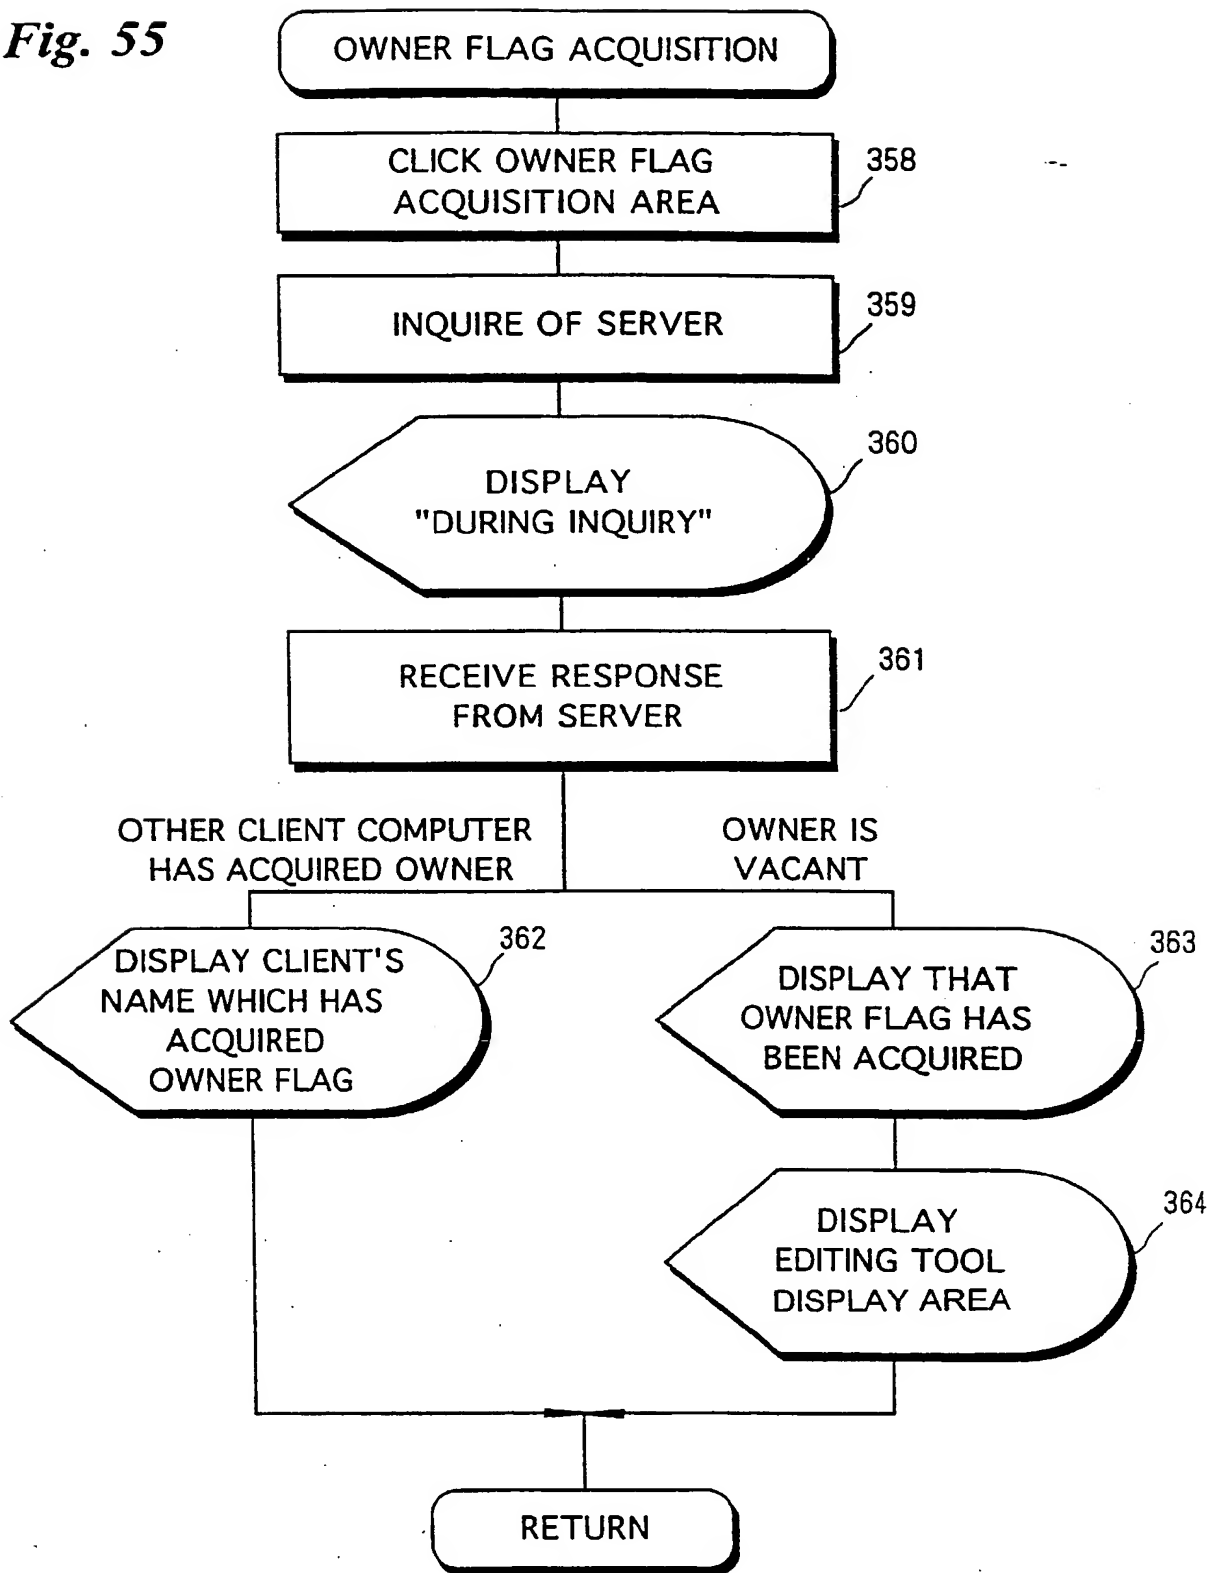 Fig. 55
OWNER FLAG ACQUISITION
CLICK OWNER FLAG
ACQUISITION AREA
358
INQUIRE OF SERVER
359
DISPLAY
"DURING INQUIRY"
360
RECEIVE RESPONSE
FROM SERVER
361
OTHER CLIENT COMPUTER
HAS ACQUIRED OWNER
OWNER IS
VACANT
DISPLAY CLIENT'S
NAME WHICH HAS
ACQUIRED
OWNER FLAG
362
DISPLAY THAT
OWNER FLAG HAS
BEEN ACQUIRED
363
DISPLAY
EDITING TOOL
DISPLAY AREA
364
RETURN